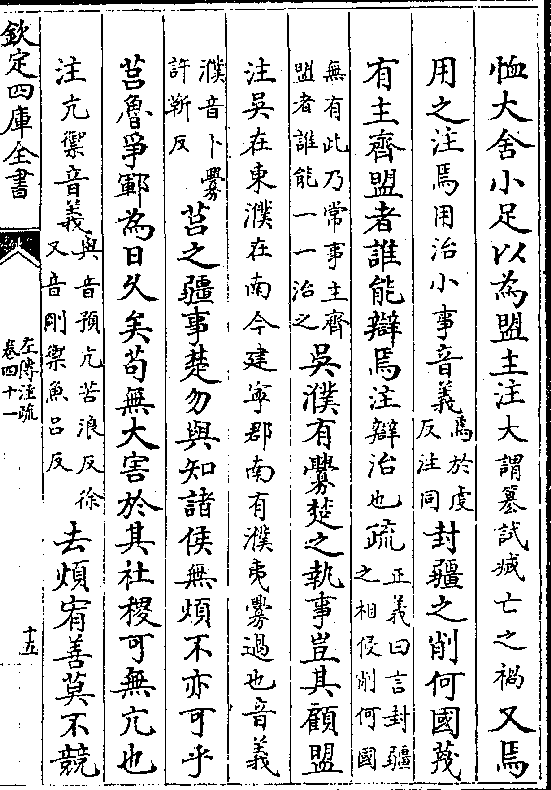 恤大舍小足以為盟主注大謂篡弒滅亡之禍又焉
用之注焉用治小事音義焉於虔反注同封疆之削何國蔑
有主齊盟者誰能辯焉注辯治也疏正義曰言封疆之相侵削何國
無有此乃常事主齊盟者誰能一一治之吳濮有釁楚之執事豈其顧盟
注吳在東濮在南今建寧郡南有濮夷釁過也音義
濮音卜釁許靳反莒之疆事楚勿與知諸侯無煩不亦可乎
莒魯爭鄆為日久矣苟無大害於其社稷可無亢也
注亢禦音義與音預亢苦浪反徐又音剛禦魚吕反去煩宥善莫不競
欽定四庫全書
左傳注疏
卷四十一
十五